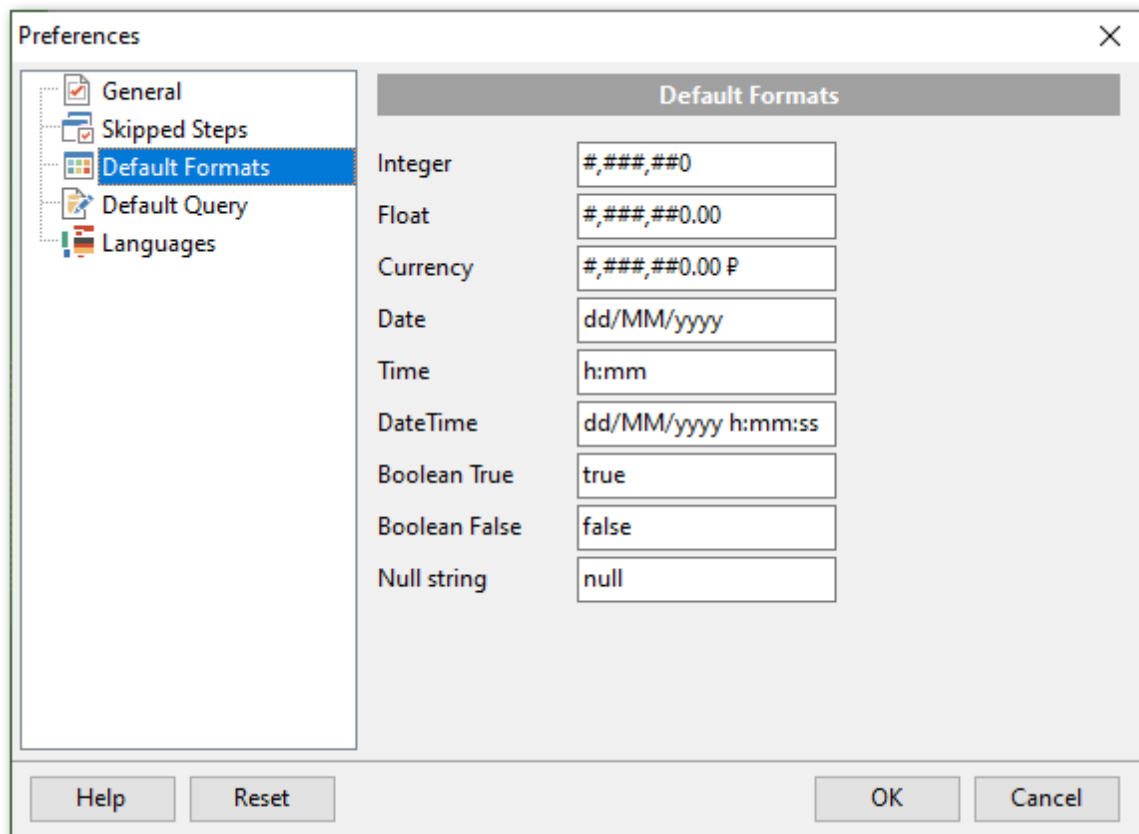 Preferences
General
Skipped Steps
Default Formats
Default Query
Languages
Default Formats
Integer #,###,##0
Float #,###,##0.00
Currency #,###,##0.00 ₽
Date dd/MM/yyyy
Time h:mm
DateTime dd/MM/yyyy h:mm:ss
Boolean True true
Boolean False false
Null string null
Help Reset OK Cancel